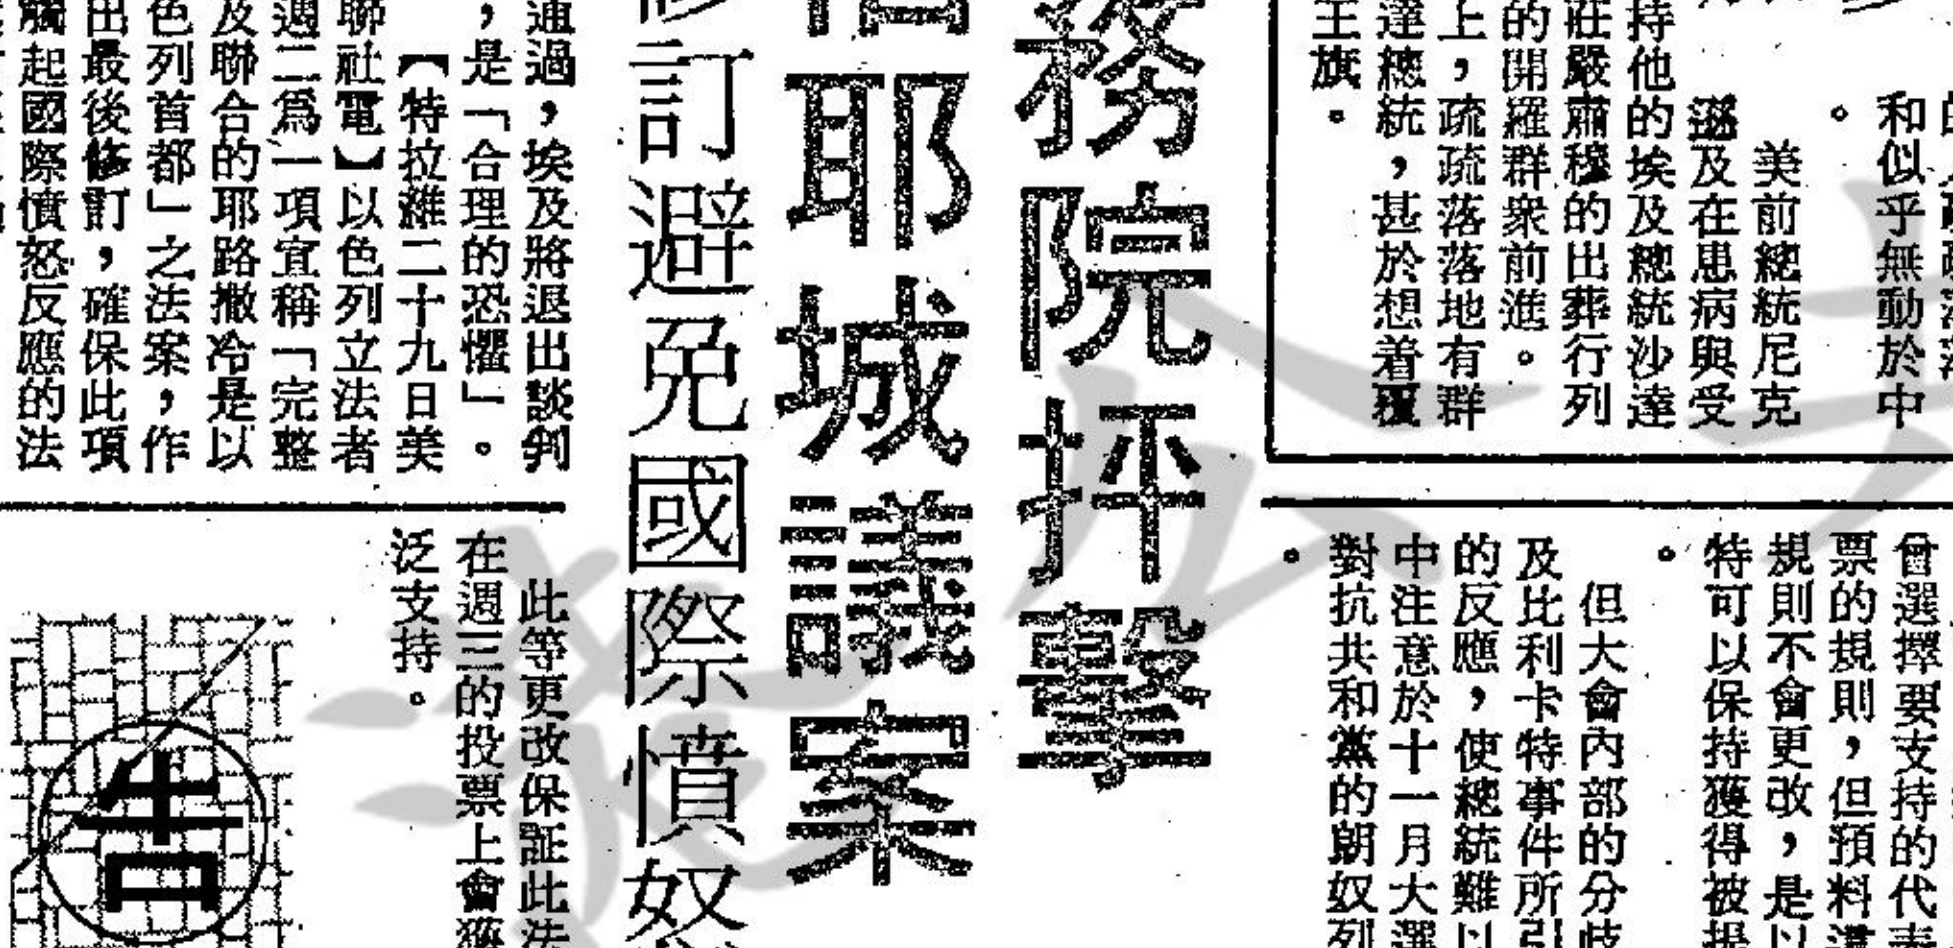 和似乎無動於中
。
美前總統尼克
遜及在患病與受
持他的埃及總統沙達
莊嚴肅穆的出葬行列
的開羅群衆前進。
上，疏疏落落地有群
達總統，甚於想着覆
王旗。
會選擇要支持的代表
票的規則，但預料
規則不會更改，是以
特可以保持獲得被提
。
但大會內部的分歧
及比利卡特事件所引
的反應，使總統難以
中注意於十一月大選
對抗共和黨的朗奴列
。
務院抨擊
耶城議案
修訂避免國際憤怒
通過，埃及將退出談判
，是「合理的恐懼」。
【特拉維二十九日美
聯社電】以色列立法者
週二爲一項宣稱「完整
及聯合的耶路撒冷是以
色列首都」之法案，作
出最後修訂，確保此項
觸起國際憤怒反應的法
此等更改保証此法
在週三的投票上會獲
泛支持。